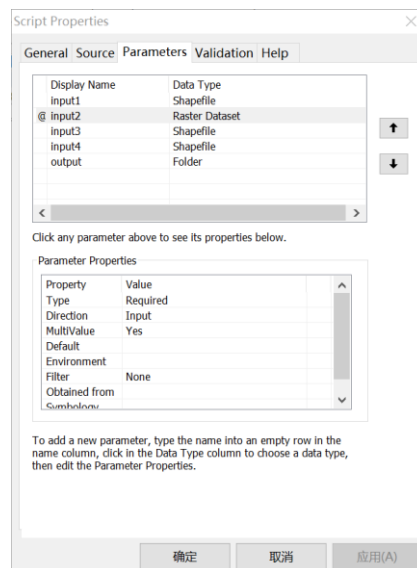 Script Properties
General Source Parameters Validation Help
Display Name Data Type
input1 Shapefile
@ input2 Raster Dataset
input3 Shapefile
input4 Shapefile
output Folder
Click any parameter above to see its properties below.
Parameter Properties
Property Value
Type Required
Direction Input
MultiValue Yes
Default
Environment
Filter None
Obtained from
Symbology
To add a new parameter, type the name into an empty row in the
name column, click in the Data Type column to choose a data type,
then edit the Parameter Properties.
确定 取消 应用(A)